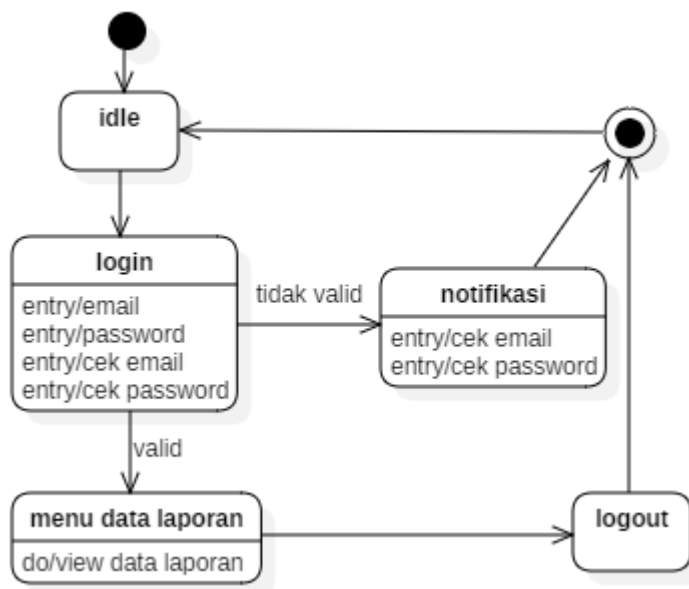 idle
login
entry/email
entry/password
entry/cek email
entry/cek password
tidak valid
notifikasi
entry/cek email
entry/cek password
valid
menu data laporan
do/view data laporan
logout